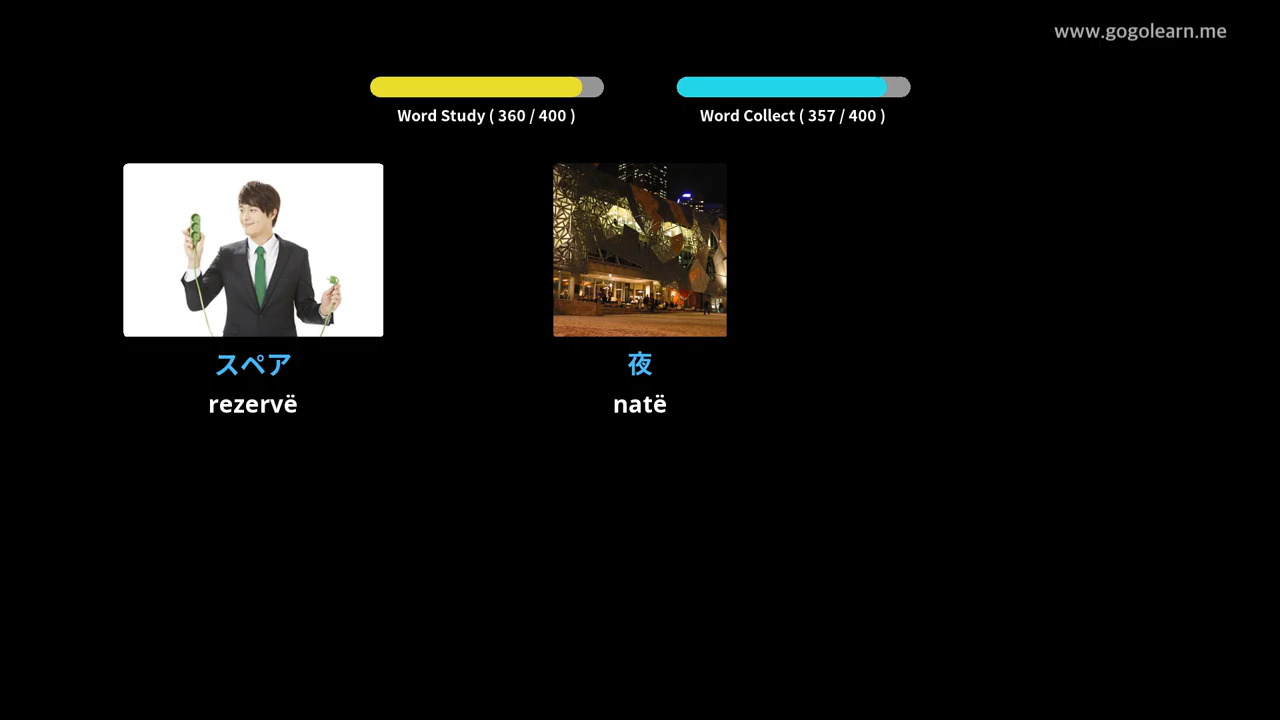 www.gogolearn.me
Word Study ( 360 / 400 )
Word Collect ( 357 / 400 )
スペア
rezervë
夜
natë